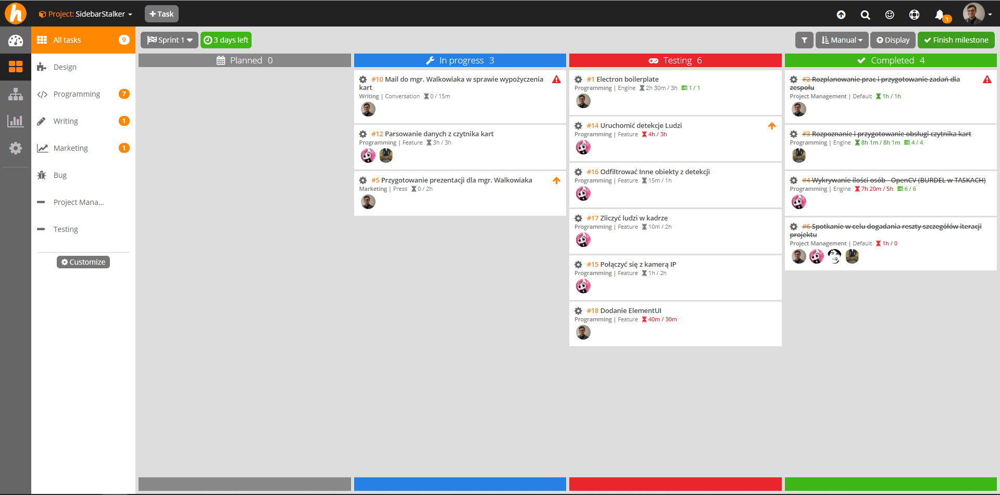 Project: SidebarStalker
Task
1
All tasks 9
Design
Programming 7
Writing 1
Marketing 1
Bug
Project Mana...
Testing
Customize
Sprint 1
3 days left
Manual
Display
Finish milestone
Planned 0
In progress 3
#10 Mail do mgr. Walkowiaka w sprawie wypożyczenia
kart
Writing | Conversation 0 / 15m
#12 Parsowanie danych z czytnika kart
Programming | Feature 3h / 3h
#5 Przygotowanie prezentacji dla mgr. Walkowiaka
Marketing | Press 0 / 2h
Testing 6
#1 Electron boilerplate
Programming | Engine 2h 30m / 3h 1 / 1
#14 Uruchomić detekcje Ludzi
Programming | Feature 4h / 3h
#16 Odfiltrować Inne obiekty z detekcji
Programming | Feature 15m / 1h
#17 Zliczyć ludzi w kadrze
Programming | Feature 10m / 2h
#15 Połączyć się z kamerą IP
Programming | Feature 1h / 2h
#18 Dodanie ElementUI
Programming | Feature 40m / 30m
Completed 4
#2 Rozplanowanie prac i przygotowanie zadań dla
zespołu
Project Management | Default 1h / 1h
#3 Rozpoznanie i przygotowanie obsługi czytnika kart
Programming | Engine 8h 1m / 8h 1m 4 / 4
#4 Wykrywanie ilości osób - OpenCV (BURDEL w TASKACH)
Programming | Engine 7h 20m / 5h 6 / 6
#6 Spotkanie w celu dogadania reszty szczegółów iteracji
projektu
Project Management | Default 1h / 0